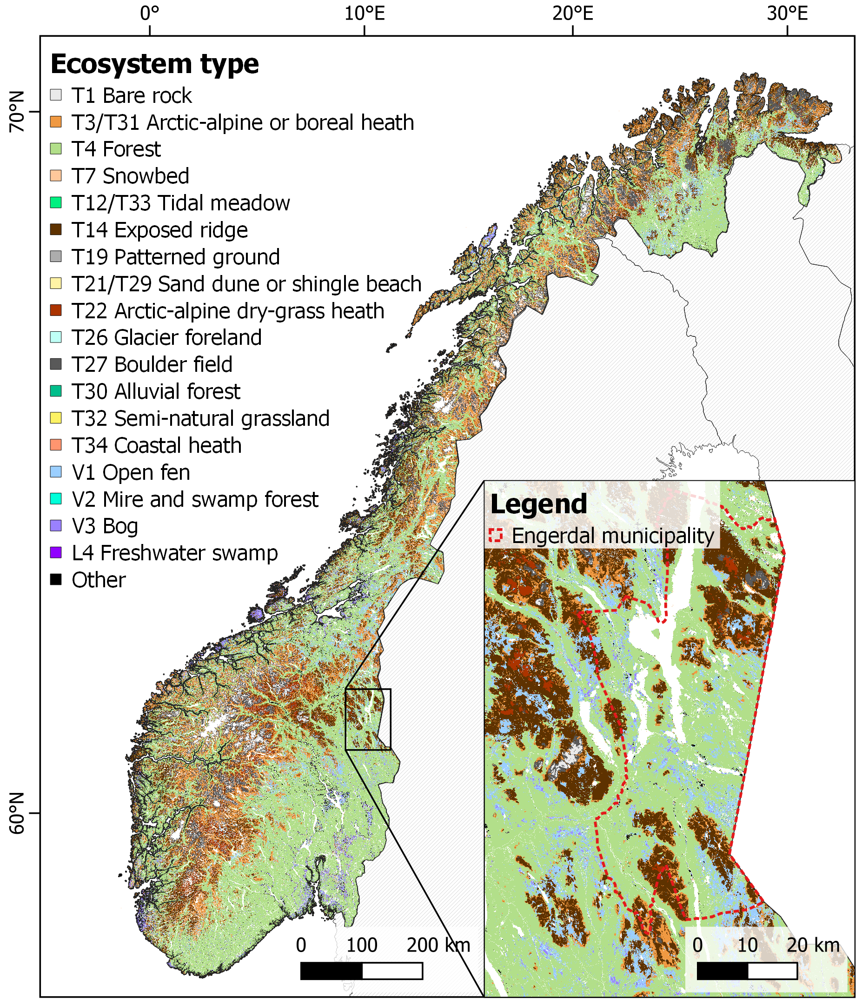 0° 10°E 20°E 30°E
70°N
60°N
Ecosystem type
T1 Bare rock
T3/T31 Arctic-alpine or boreal heath
T4 Forest
T7 Snowbed
T12/T33 Tidal meadow
T14 Exposed ridge
T19 Patterned ground
T21/T29 Sand dune or shingle beach
T22 Arctic-alpine dry-grass heath
T26 Glacier foreland
T27 Boulder field
T30 Alluvial forest
T32 Semi-natural grassland
T34 Coastal heath
V1 Open fen
V2 Mire and swamp forest
V3 Bog
L4 Freshwater swamp
Other
Legend
Engerdal municipality
0 100 200 km
0 10 20 km